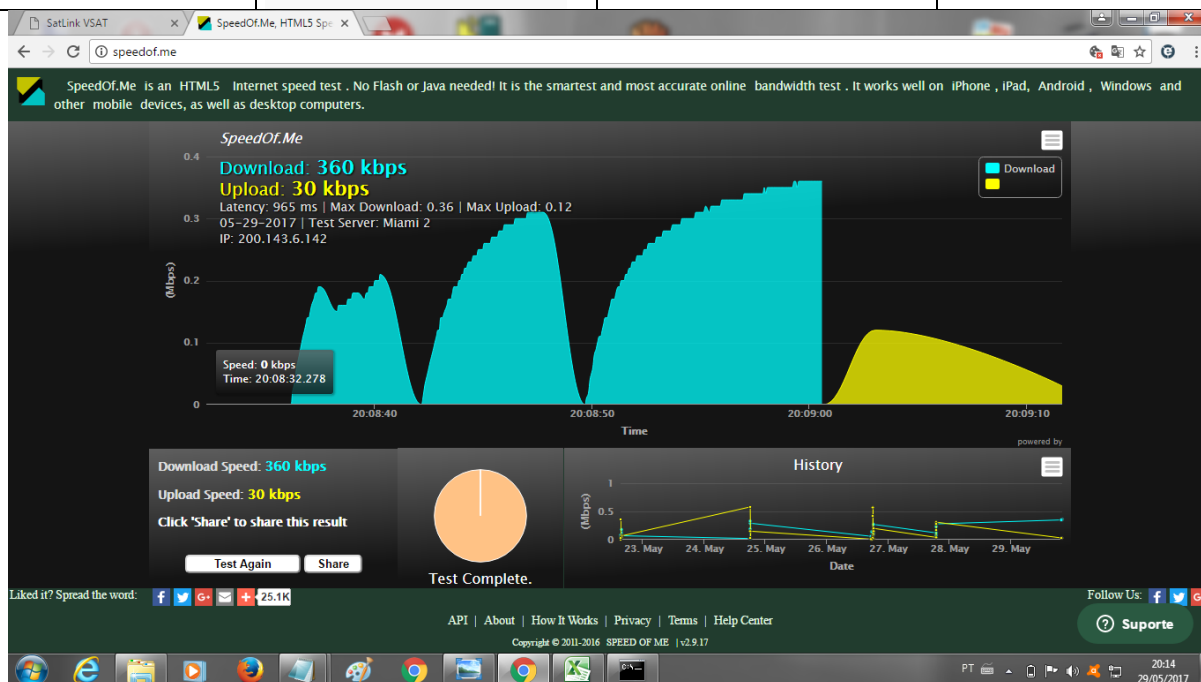 SatLink VSAT
SpeedOf.Me, HTML5 Spe
speedof.me
SpeedOf.Me is an HTML5 Internet speed test . No Flash or Java needed! It is the smartest and most accurate online bandwidth test . It works well on iPhone , iPad, Android , Windows and
other mobile devices, as well as desktop computers.
SpeedOf.Me
Download: 360 kbps
Upload: 30 kbps
Latency: 965 ms | Max Download: 0.36 | Max Upload: 0.12
05-29-2017 | Test Server: Miami 2
IP: 200.143.6.142
Download
0.4
0.3
0.2
0.1
0
(Mbps)
Speed: 0 kbps
Time: 20:08:32.278
20:08:40 20:08:50 20:09:00 20:09:10
Time
powered by
Download Speed: 360 kbps
Upload Speed: 30 kbps
Click 'Share' to share this result
Test Again Share
Test Complete.
History
1
0.5
0
(Mbps)
23. May 24. May 25. May 26. May 27. May 28. May 29. May
Date
Liked it? Spread the word: 25.1K
Follow Us:
API | About | How It Works | Privacy | Terms | Help Center
Suporte
Copyright © 2011-2016 SPEED OF ME | v2.9.17
PT 20:14
29/05/2017